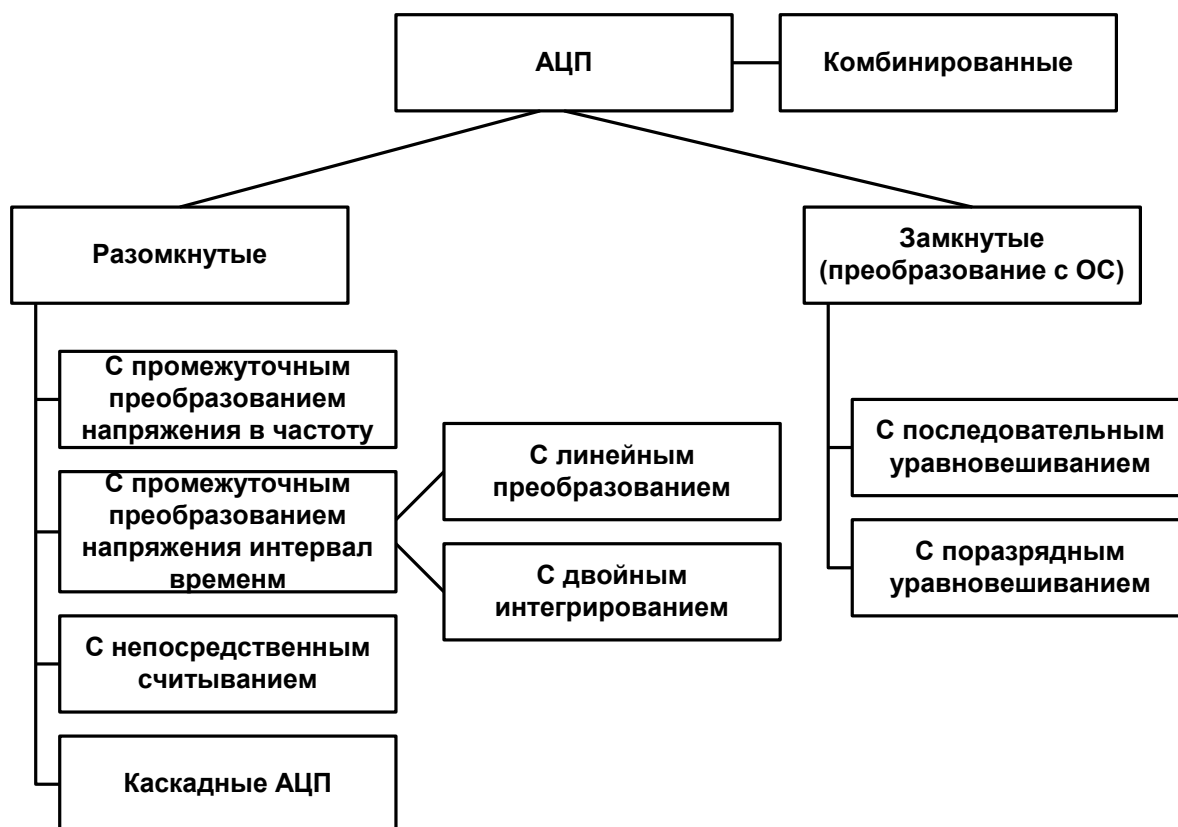 АЦП
Комбинированные
Разомкнутые
Замкнутые
(преобразование с ОС)
С промежуточным
преобразованием
напряжения в частоту
С промежуточным
преобразованием
напряжения интервал
временм
С линейным
преобразованием
С двойным
интегрированием
С непосредственным
считыванием
Каскадные АЦП
С последовательным
уравновешиванием
С поразрядным
уравновешиванием